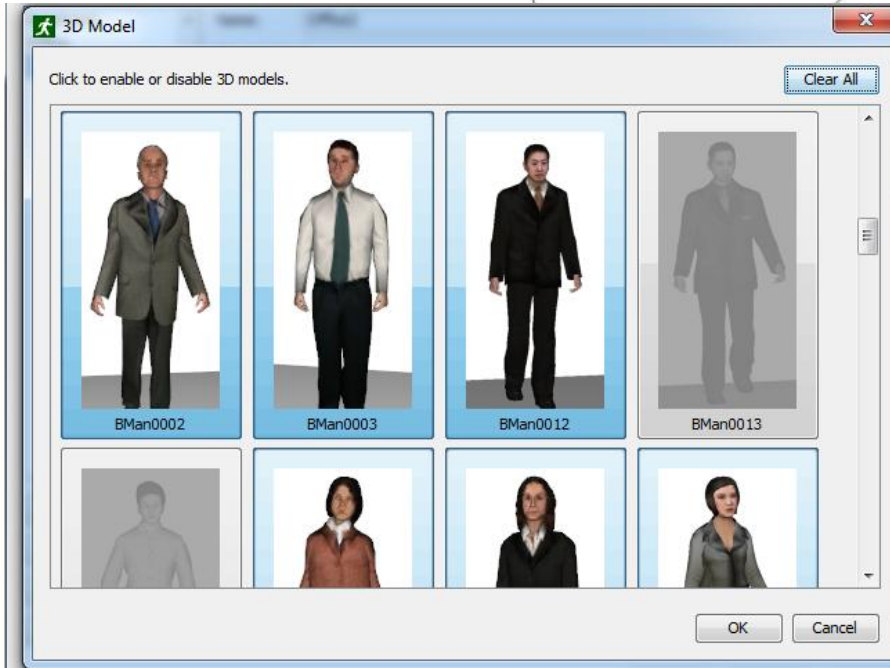 3D Model
Click to enable or disable 3D models.
Clear All
BMan0002
BMan0003
BMan0012
BMan0013
OK
Cancel